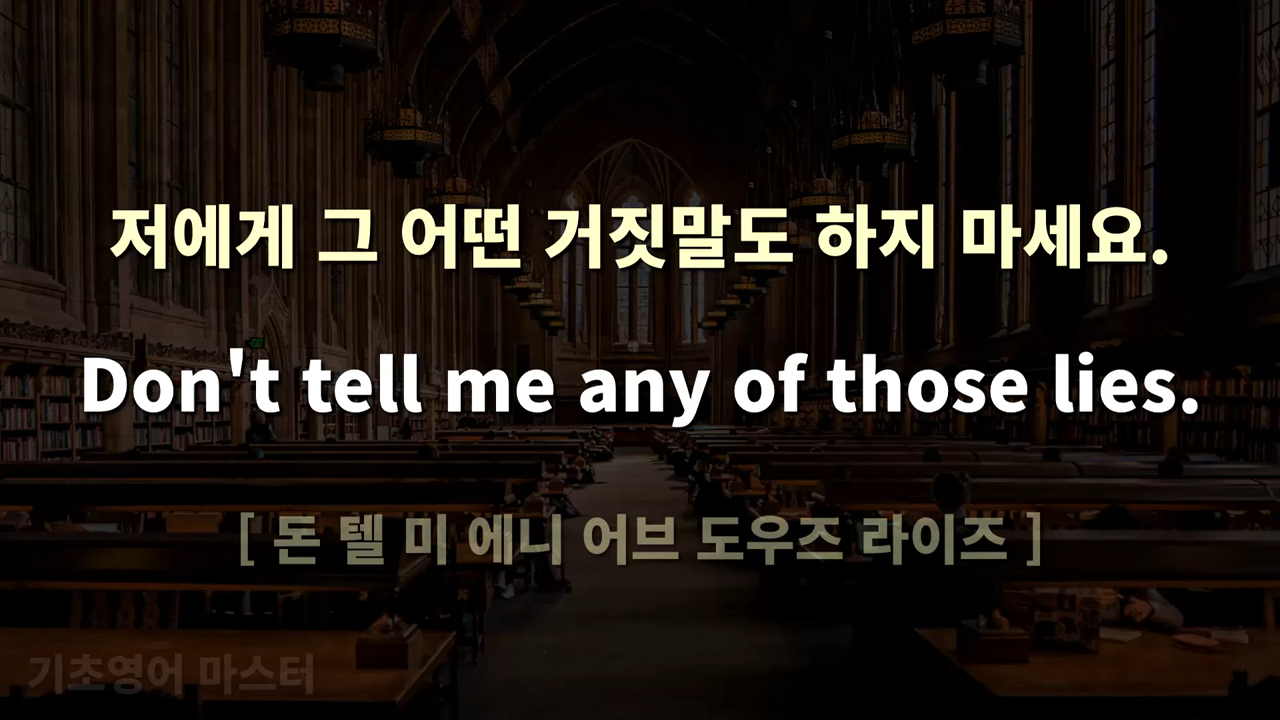 저에게 그 어떤 거짓말도 하지 마세요.
Don't tell me any of those lies.
[ 돈 텔 미 에니 어브 도우즈 라이즈 ]
기초영어 마스터